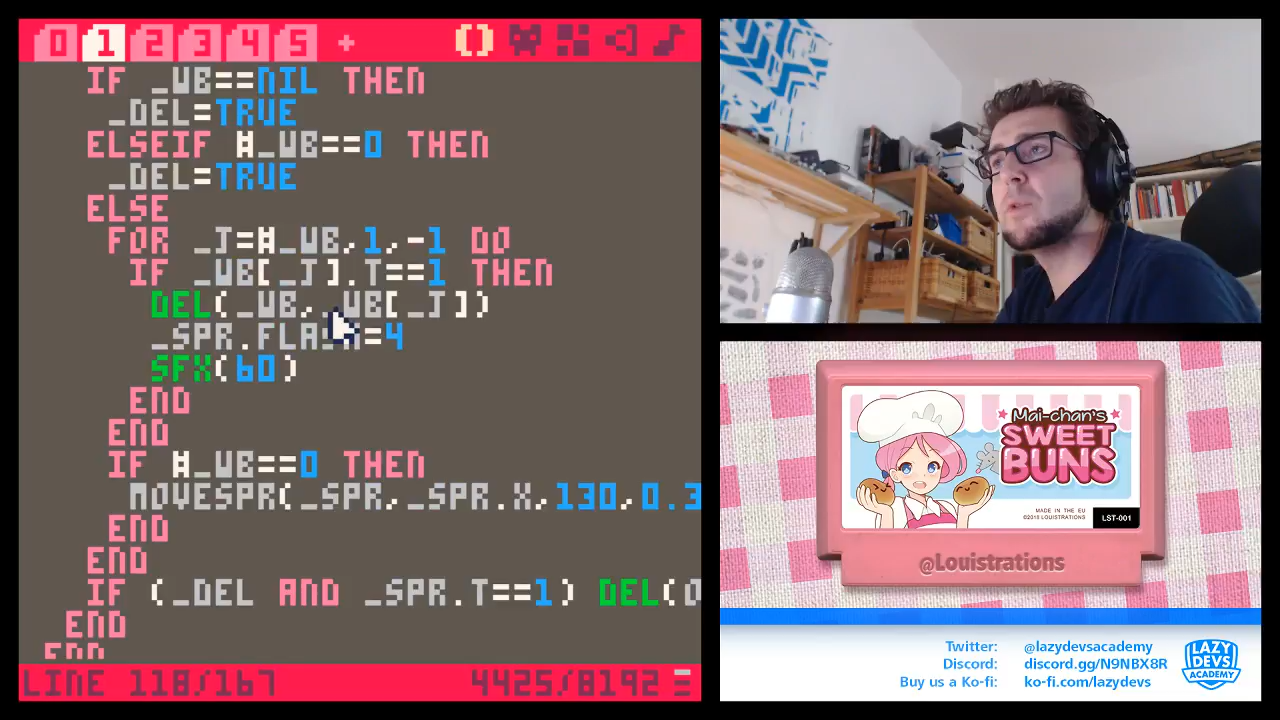 0 1 2 3 4 5 +
IF _WB==NIL THEN
_DEL=TRUE
ELSEIF #_WB==0 THEN
_DEL=TRUE
ELSE
FOR _J=#_WB,1,-1 DO
IF _WB[_J].T==1 THEN
DEL(_WB,_WB[_J])
_SPR.FLASH=4
SFX(60)
END
END
IF #_WB==0 THEN
MOVESPR(_SPR,_SPR.X,130,0.3
END
END
IF (_DEL AND _SPR.T==1) DEL(
END
END
LINE 118/167 4425/8192
Mai-chan's
SWEET
BUNS
MADE IN THE EU
©2018 LOUISTRATIONS
LST-001
@Louistrations
Twitter: @lazydevsacademy
Discord: discord.gg/N9NBX8R
Buy us a Ko-fi: ko-fi.com/lazydevs
LAZY
DEVS
ACADEMY